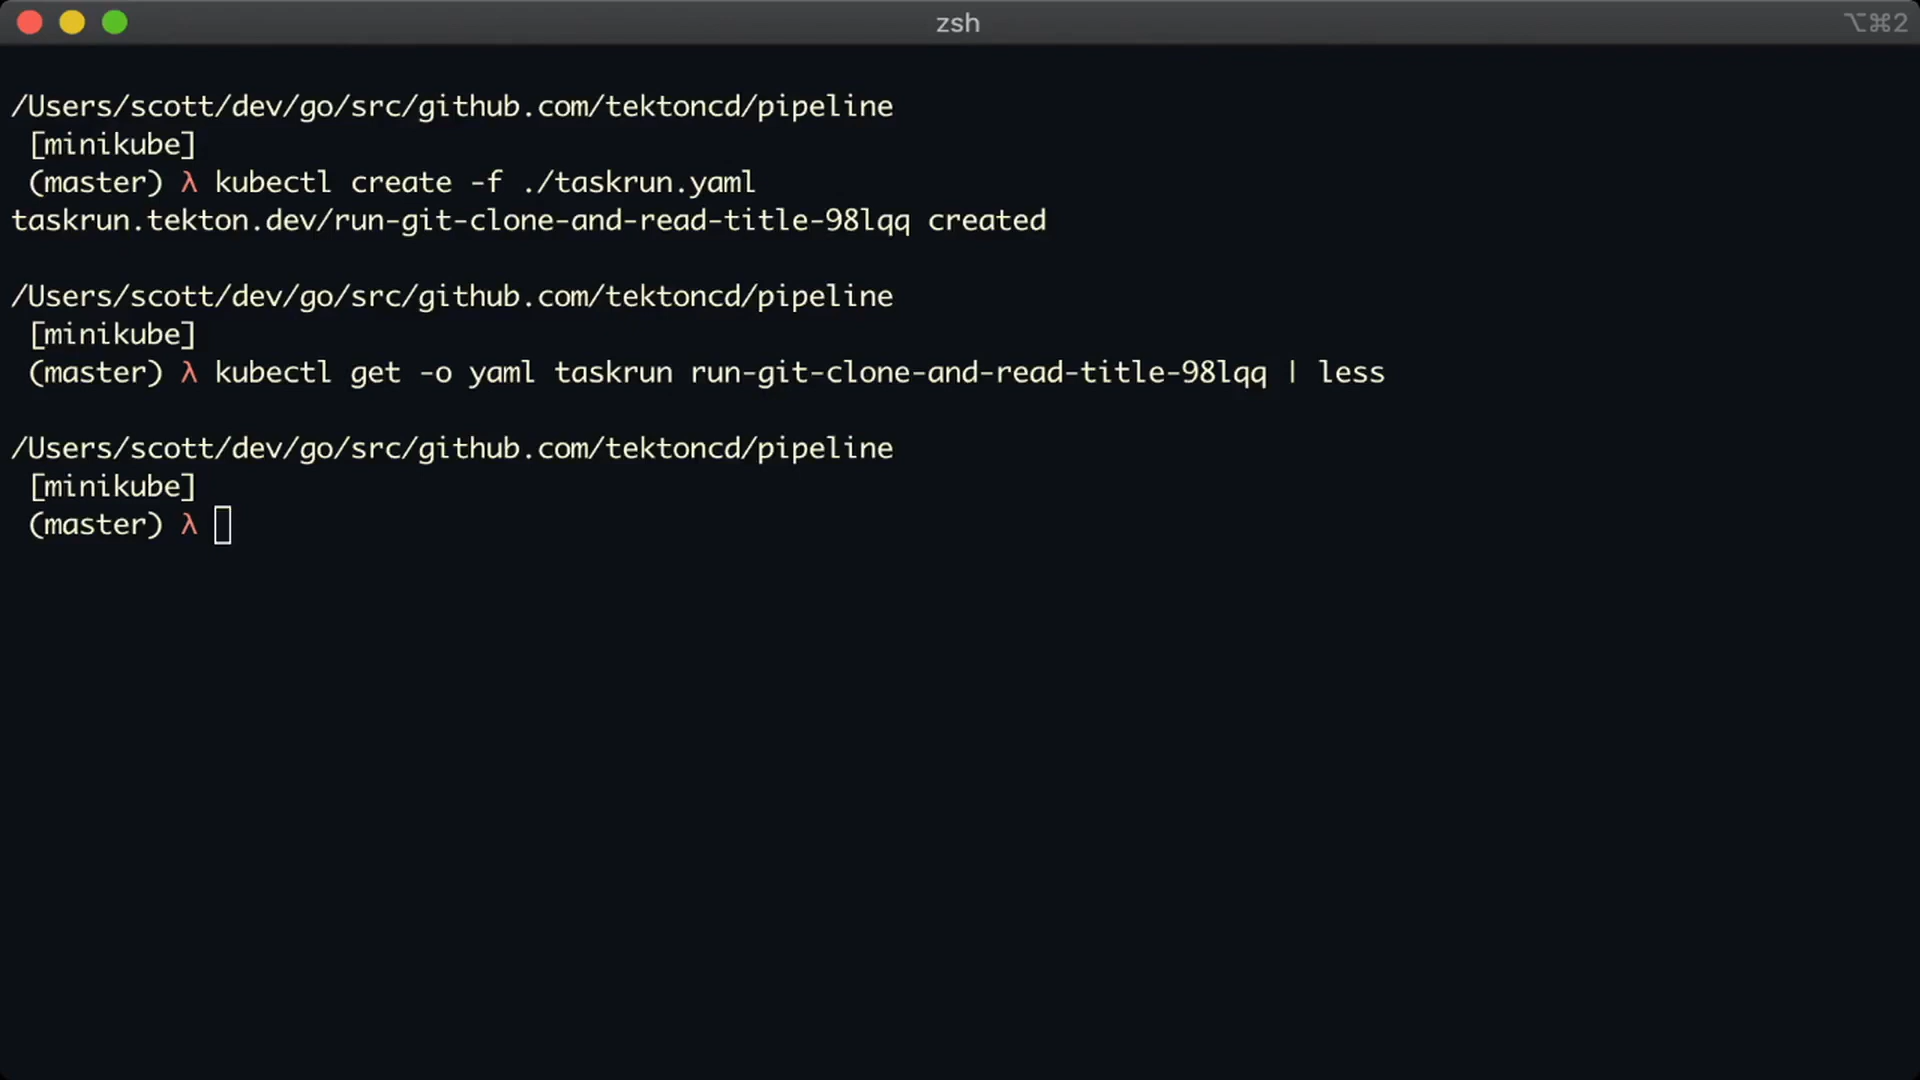 zsh
⌥⌘2
/Users/scott/dev/go/src/github.com/tektoncd/pipeline
[minikube]
(master) λ kubectl create -f ./taskrun.yaml
taskrun.tekton.dev/run-git-clone-and-read-title-98lqq created
/Users/scott/dev/go/src/github.com/tektoncd/pipeline
[minikube]
(master) λ kubectl get -o yaml taskrun run-git-clone-and-read-title-98lqq | less
/Users/scott/dev/go/src/github.com/tektoncd/pipeline
[minikube]
(master) λ